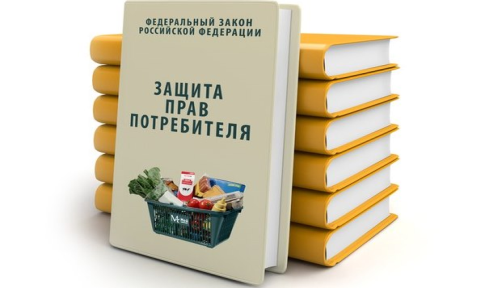 ФЕДЕРАЛЬНЫЙ ЗАКОН
РОССИЙСКОЙ ФЕДЕРАЦИИ
ЗАЩИТА
ПРАВ
ПОТРЕБИТЕЛЯ